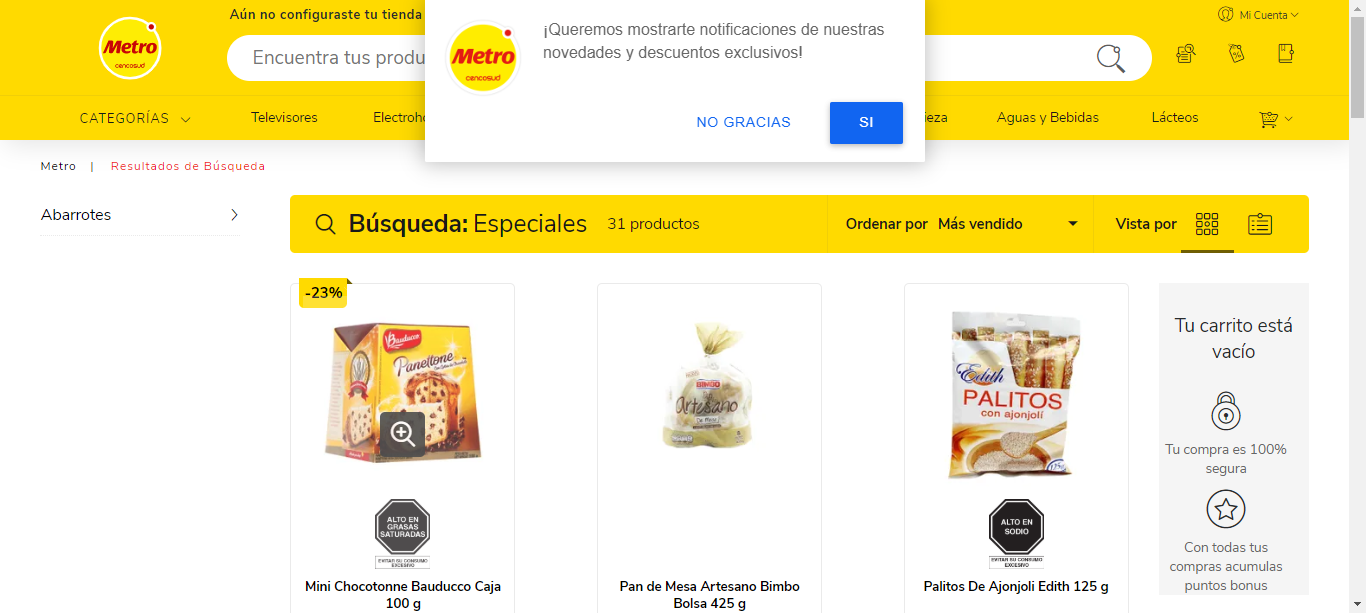 Aún no configuraste tu tienda
Metro
cencosud
Encuentra tus produ
Metro
cencosud
¡Queremos mostrarte notificaciones de nuestras
novedades y descuentos exclusivos!
NO GRACIAS
SI
Mi Cuenta
CATEGORÍAS
Televisores
Electroho
ieza
Aguas y Bebidas
Lácteos
Metro | Resultados de Búsqueda
Abarrotes
Búsqueda: Especiales
31 productos
Ordenar por Más vendido
Vista por
-23%
Bauducco
Panettone
ALTO EN
GRASAS
SATURADAS
EVITAR SU CONSUMO
EXCESIVO
Mini Chocotonne Bauducco Caja
100 g
BIMBO
Artesano
Pan de Mesa Artesano Bimbo
Bolsa 425 g
Edith
PALITOS
con ajonjolí
ALTO EN
SODIO
EVITAR SU CONSUMO
EXCESIVO
Palitos De Ajonjoli Edith 125 g
Tu carrito está
vacío
Tu compra es 100%
segura
Con todas tus
compras acumulas
puntos bonus